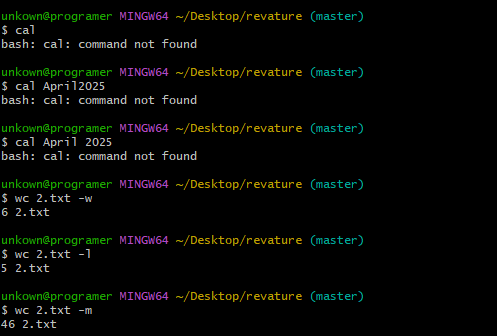 unkown@programer MINGW64 ~/Desktop/revature (master)
$ cal
bash: cal: command not found
unkown@programer MINGW64 ~/Desktop/revature (master)
$ cal April2025
bash: cal: command not found
unkown@programer MINGW64 ~/Desktop/revature (master)
$ cal April 2025
bash: cal: command not found
unkown@programer MINGW64 ~/Desktop/revature (master)
$ wc 2.txt -w
6 2.txt
unkown@programer MINGW64 ~/Desktop/revature (master)
$ wc 2.txt -l
5 2.txt
unkown@programer MINGW64 ~/Desktop/revature (master)
$ wc 2.txt -m
46 2.txt